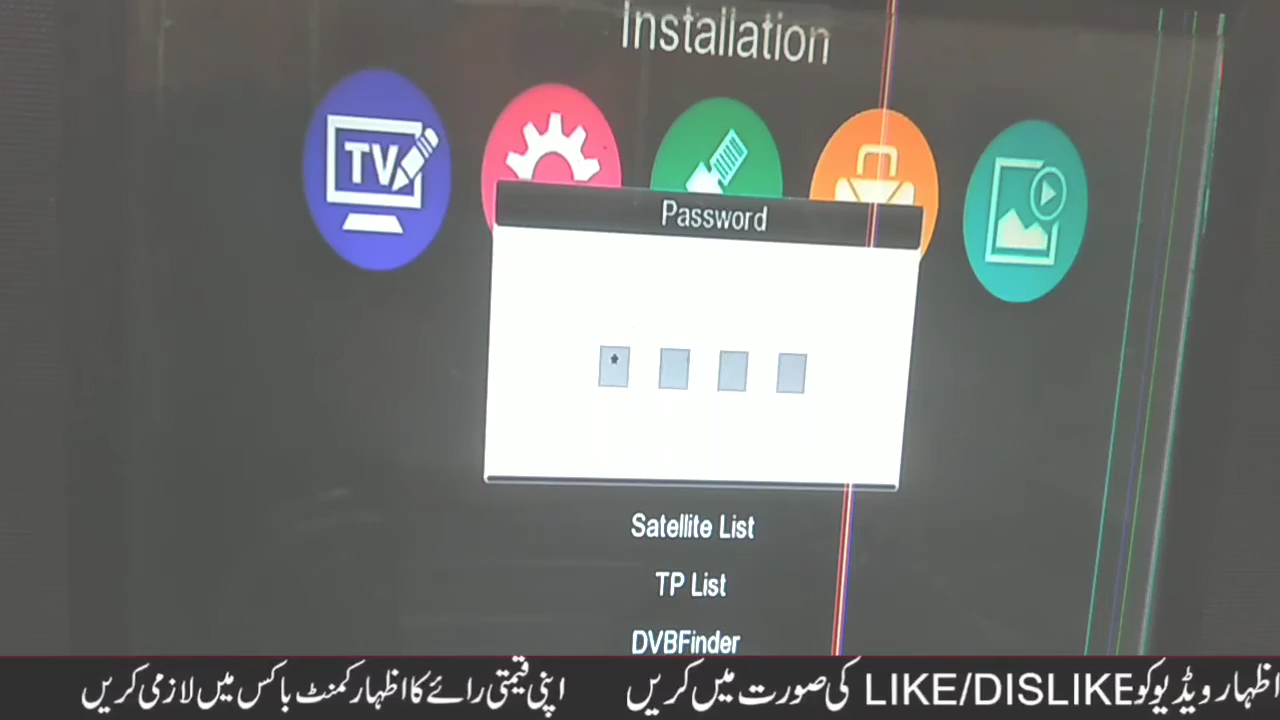 Installation
TV
Password
*
Satellite List
TP List
DVBFinder
اظہار ویڈیو کو LIKE/DISLIKE کی صورت میں کریں اپنی قیمتی رائے کا اظہار کمنٹ باکس میں لازمی کریں